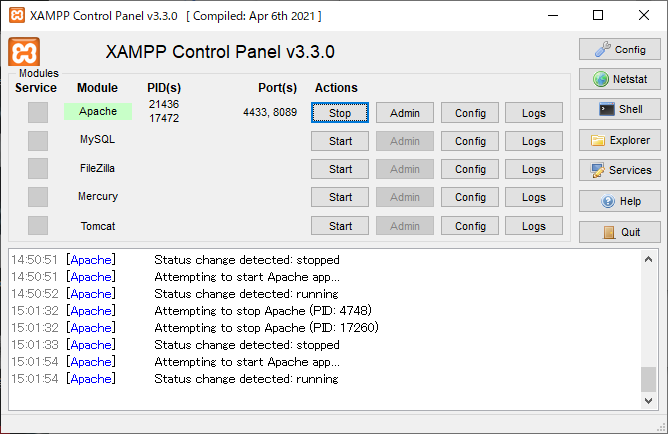 XAMPP Control Panel v3.3.0 [ Compiled: Apr 6th 2021 ]
XAMPP Control Panel v3.3.0
Config
Modules
Service Module PID(s) Port(s) Actions
Netstat
Apache 21436 17472 4433, 8089 Stop Admin Config Logs
Shell
MySQL Start Admin Config Logs
Explorer
FileZilla Start Admin Config Logs
Services
Mercury Start Admin Config Logs
Help
Tomcat Start Admin Config Logs
Quit
14:50:51 [Apache] Status change detected: stopped
14:50:51 [Apache] Attempting to start Apache app...
14:50:52 [Apache] Status change detected: running
15:01:32 [Apache] Attempting to stop Apache (PID: 4748)
15:01:32 [Apache] Attempting to stop Apache (PID: 17260)
15:01:33 [Apache] Status change detected: stopped
15:01:54 [Apache] Attempting to start Apache app...
15:01:54 [Apache] Status change detected: running